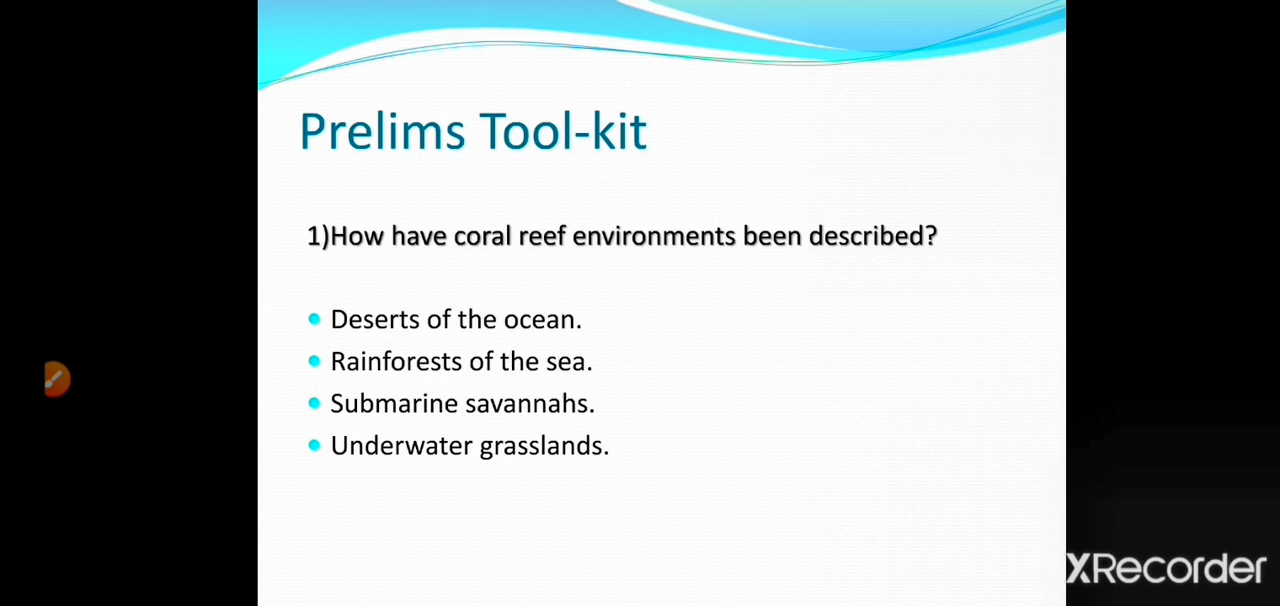 Prelims Tool-kit
1)How have coral reef environments been described?
Deserts of the ocean.
Rainforests of the sea.
Submarine savannahs.
Underwater grasslands.
XRecorder